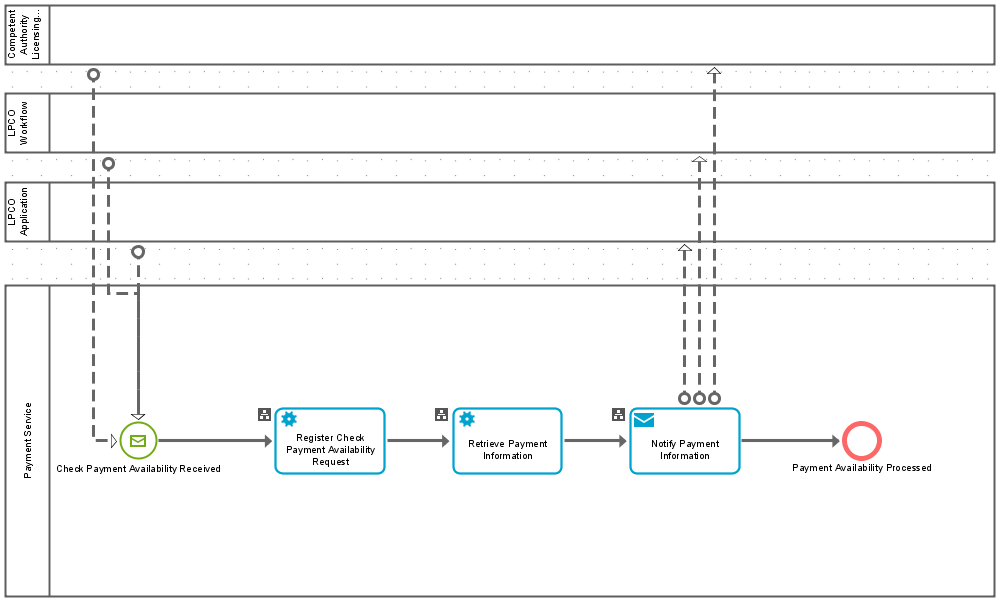 Competent
Authority
Licensing...
LPCO
Workflow
LPCO
Application
Payment Service
Check Payment Availability Received
Register Check
Payment Availability
Request
Retrieve Payment
Information
Notify Payment
Information
Payment Availability Processed